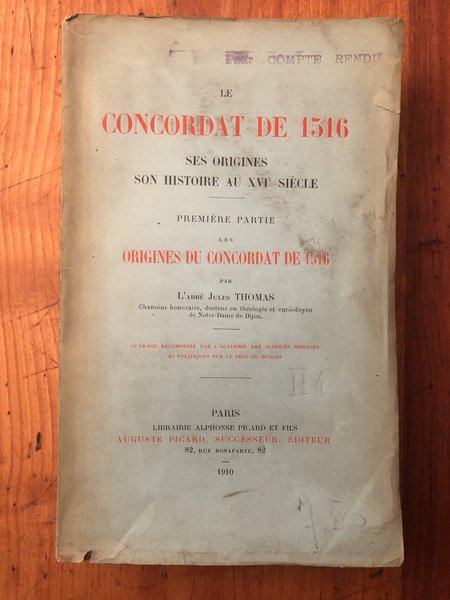 Pour COMPTE RENDU
LE
CONCORDAT DE 1516
SES ORIGINES
SON HISTOIRE AU XVIᵉ SIÈCLE
PREMIÈRE PARTIE
LES
ORIGINES DU CONCORDAT DE 1516
PAR
L'ABBÉ JULES THOMAS
Chanoine honoraire, docteur en théologie et curé-doyen
de Notre-Dame de Dijon.
OUVRAGE RÉCOMPENSÉ PAR L'ACADÉMIE DES SCIENCES MORALES
ET POLITIQUES SUR LE PRIX DU BUDGET
II4
PARIS
LIBRAIRIE ALPHONSE PICARD ET FILS
AUGUSTE PICARD, SUCCESSEUR, ÉDITEUR
82, RUE BONAPARTE, 82
1910